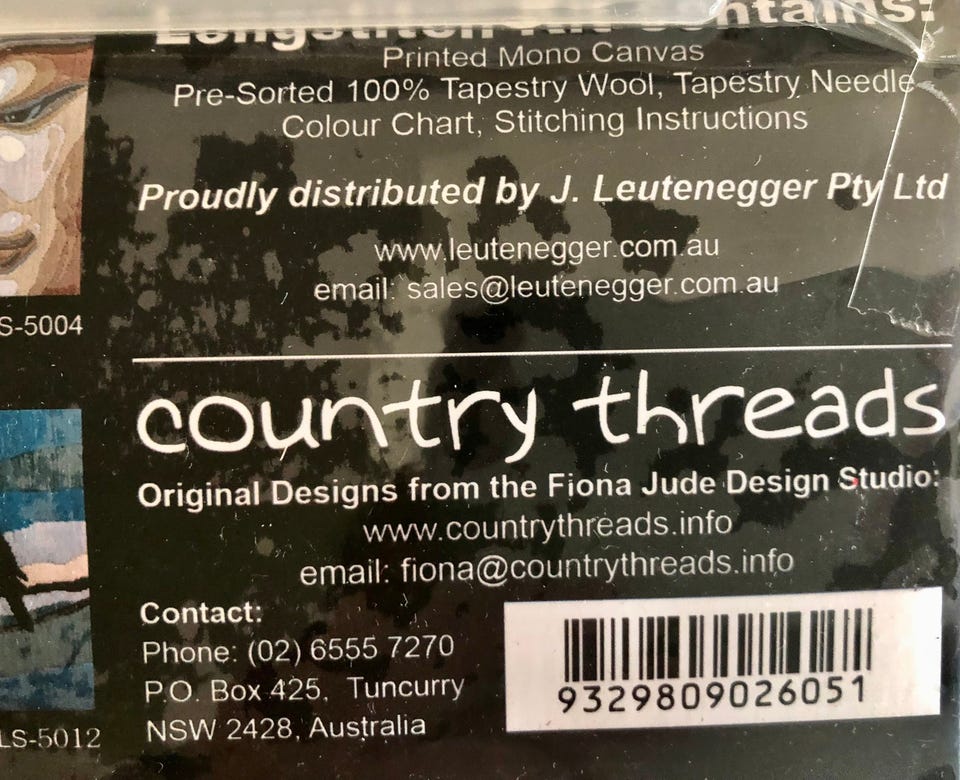 Longstitch Kit Contains:
Printed Mono Canvas
Pre-Sorted 100% Tapestry Wool, Tapestry Needle
Colour Chart, Stitching Instructions
Proudly distributed by J. Leutenegger Pty Ltd
www.leutenegger.com.au
email: sales@leutenegger.com.au
S-5004
country threads
Original Designs from the Fiona Jude Design Studio:
www.countrythreads.info
email: fiona@countrythreads.info
Contact:
Phone: (02) 6555 7270
P.O. Box 425, Tuncurry
NSW 2428, Australia
9329809026051
LS-5012